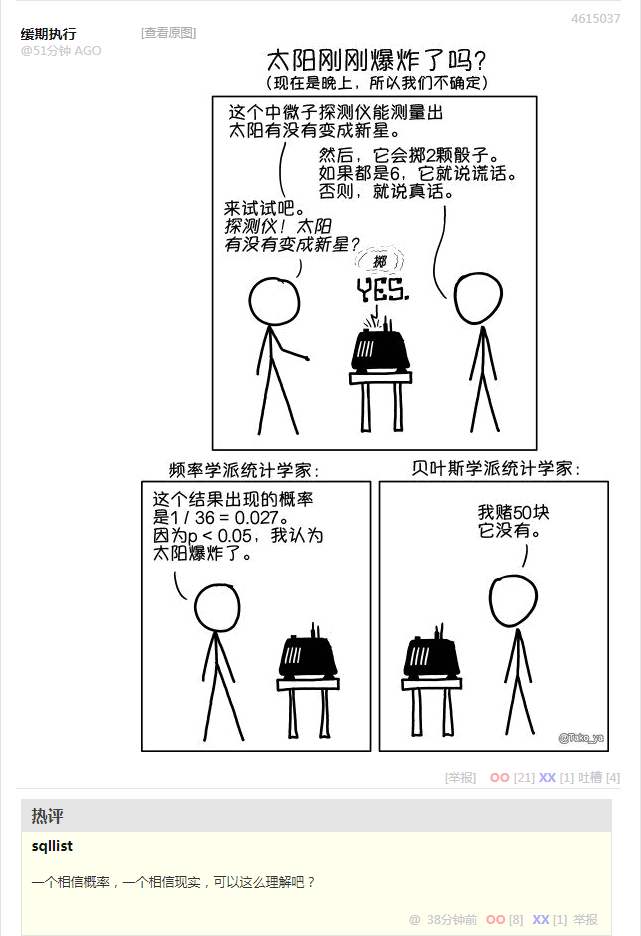 4615037
缓期执行
[查看原图]
@51分钟 AGO
太阳刚刚爆炸了吗?
(现在是晚上，所以我们不确定)
这个中微子探测仪能测量出
太阳有没有变成新星。
然后，它会掷2颗骰子。
如果都是6，它就说谎话。
否则，就说真话。
来试试吧。
探测仪！太阳
有没有变成新星?
掷
YES.
频率学派统计学家:
这个结果出现的概率
是1 / 36 = 0.027。
因为p < 0.05，我认为
太阳爆炸了。
贝叶斯学派统计学家:
我赌50块
它没有。
@Tako_ya
[举报] OO [21] XX [1] 吐槽 [4]
热评
sqllist
一个相信概率，一个相信现实，可以这么理解吧？
@ 38分钟前 OO [8] XX [1] 举报